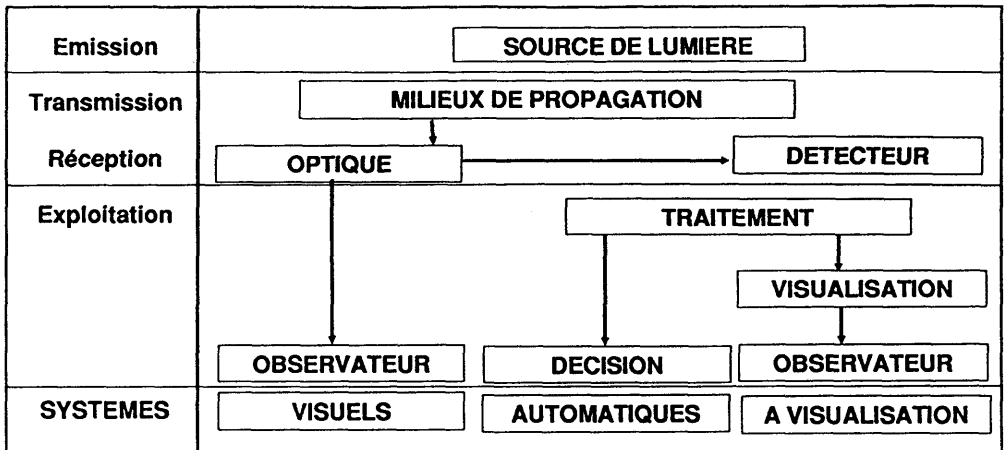 Emission
SOURCE DE LUMIERE
Transmission
MILIEUX DE PROPAGATION
Réception
OPTIQUE
DETECTEUR
Exploitation
TRAITEMENT
VISUALISATION
OBSERVATEUR
DECISION
OBSERVATEUR
SYSTEMES
VISUELS
AUTOMATIQUES
A VISUALISATION